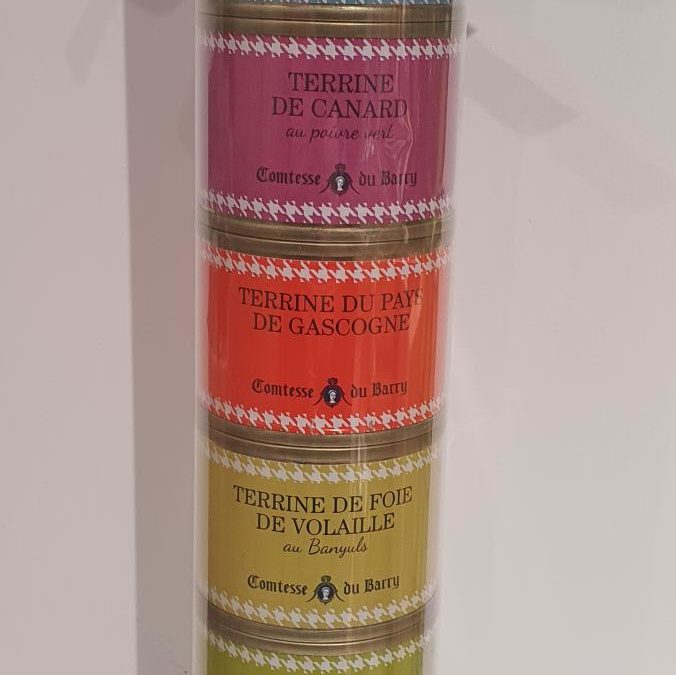 TERRINE
DE CANARD
au poivre vert
Comtesse du Barry
TERRINE DU PAYS
DE GASCOGNE
Comtesse du Barry
TERRINE DE FOIE
DE VOLAILLE
au Banyuls
Comtesse du Barry